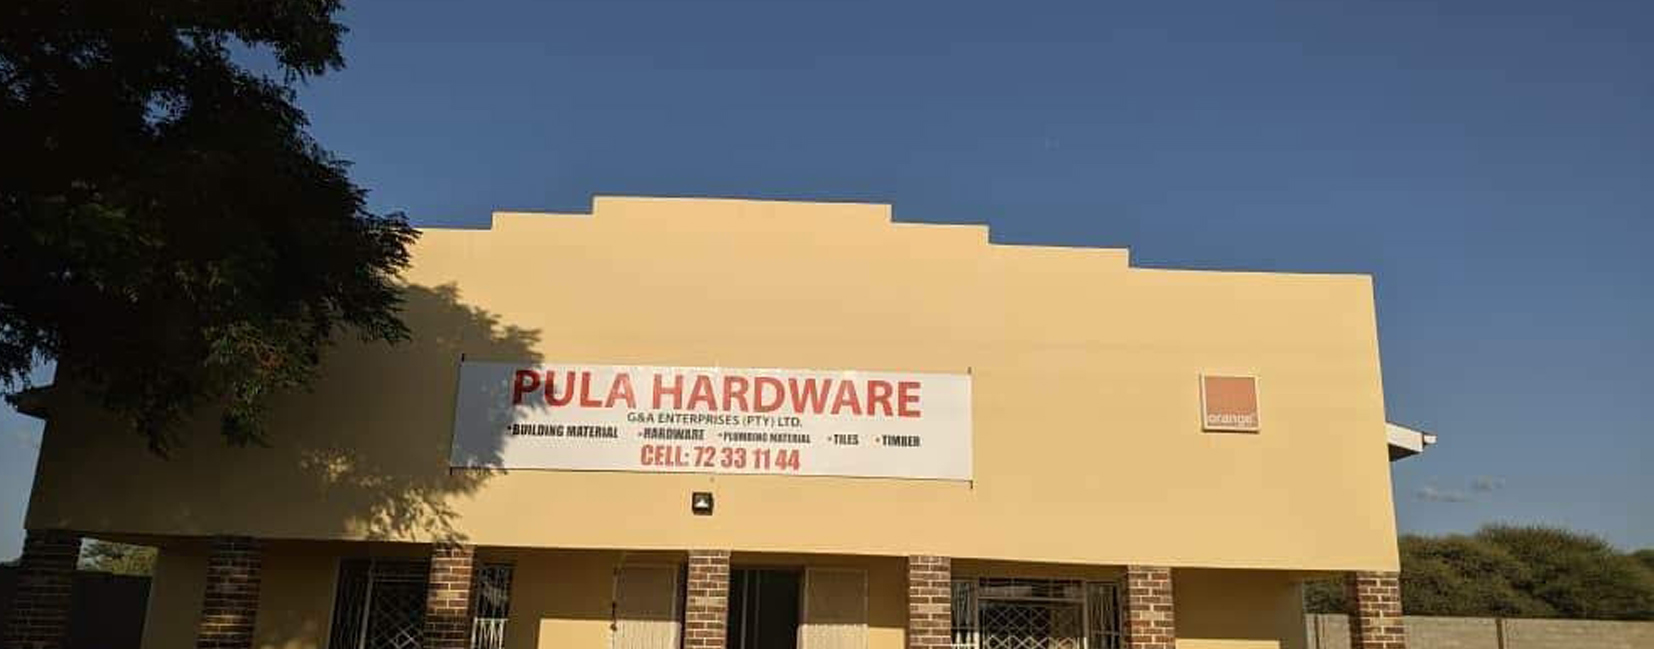 PULA HARDWARE
G&A ENTERPRISES (PTY) LTD.
•BUILDING MATERIAL •HARDWARE •PLUMBING MATERIAL •TILES •TIMBER
CELL: 72 33 11 44
orange